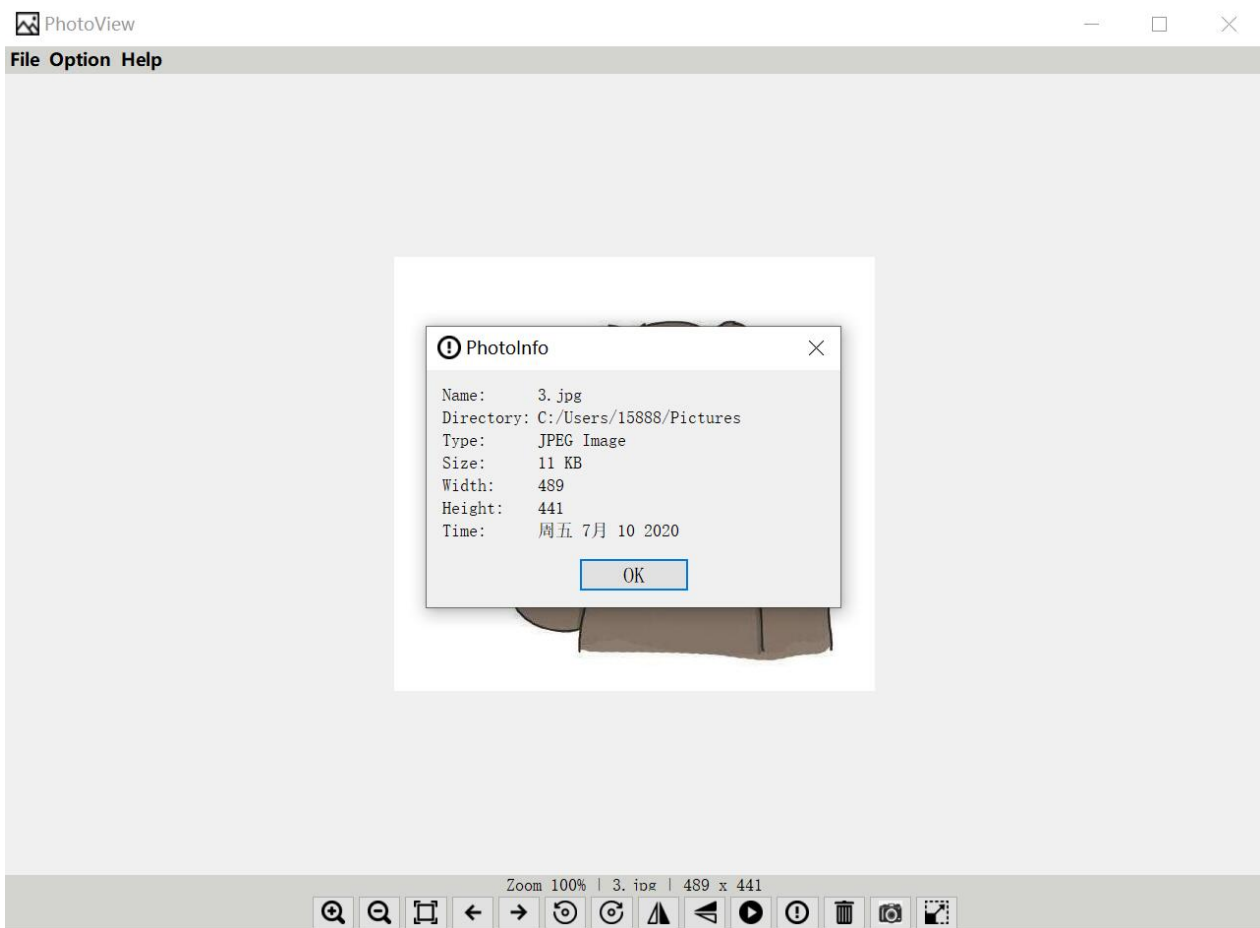 PhotoView
File Option Help
PhotoInfo
Name: 3.jpg
Directory: C:/Users/15888/Pictures
Type: JPEG Image
Size: 11 KB
Width: 489
Height: 441
Time: 周五 7月 10 2020
OK
Zoom 100% | 3.jpg | 489 x 441